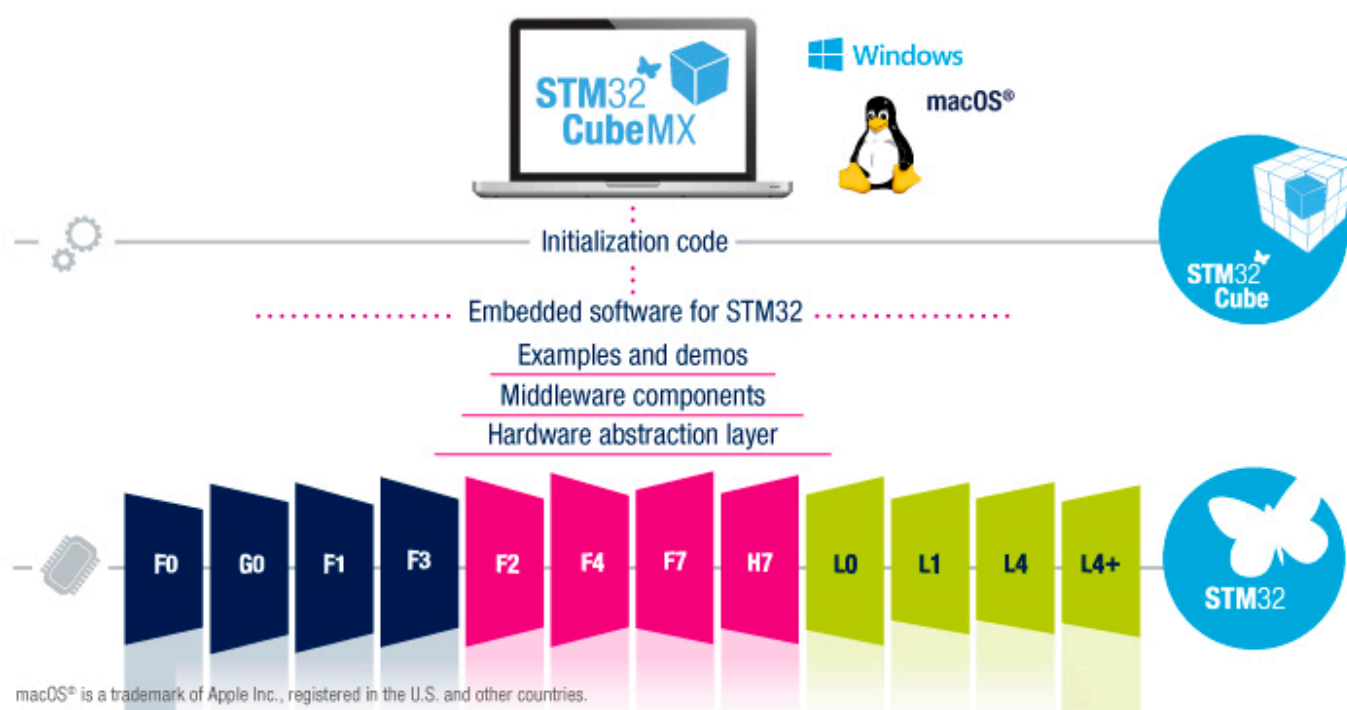 STM32
CubeMX
Windows
macOS®
Initialization code
STM32
Cube
Embedded software for STM32
Examples and demos
Middleware components
Hardware abstraction layer
F0 G0 F1 F3 F2 F4 F7 H7 L0 L1 L4 L4+
STM32
macOS® is a trademark of Apple Inc., registered in the U.S. and other countries.